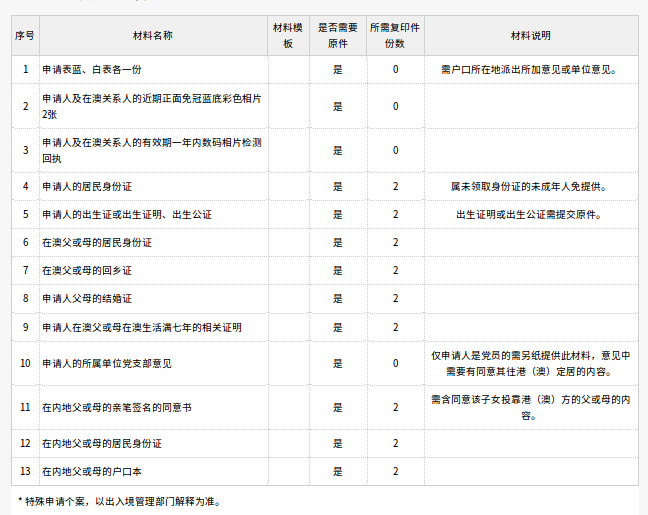 序号 材料名称 材料模板 是否需要原件 所需复印件份数 材料说明
1 申请表蓝、白表各一份 是 0 需户口所在地派出所加意见或单位意见。
2 申请人及在澳关系人的近期正面免冠蓝底彩色相片2张 是 0
3 申请人及在澳关系人的有效期一年内数码相片检测回执 是 0
4 申请人的居民身份证 是 2 属未领取身份证的未成年人免提供。
5 申请人的出生证或出生证明、出生公证 是 2 出生证明或出生公证需提交原件。
6 在澳父或母的居民身份证 是 2
7 在澳父或母的回乡证 是 2
8 申请人父母的结婚证 是 2
9 申请人在澳父或母在澳生活满七年的相关证明 是 2
10 申请人的所属单位党支部意见 是 0 仅申请人是党员的需另纸提供此材料，意见中需要有同意其往港（澳）定居的内容。
11 在内地父或母的亲笔签名的同意书 是 2 需含同意该子女投靠港（澳）方的父或母的内容。
12 在内地父或母的居民身份证 是 2
13 在内地父或母的户口本 是 2
* 特殊申请个案，以出入境管理部门解释为准。